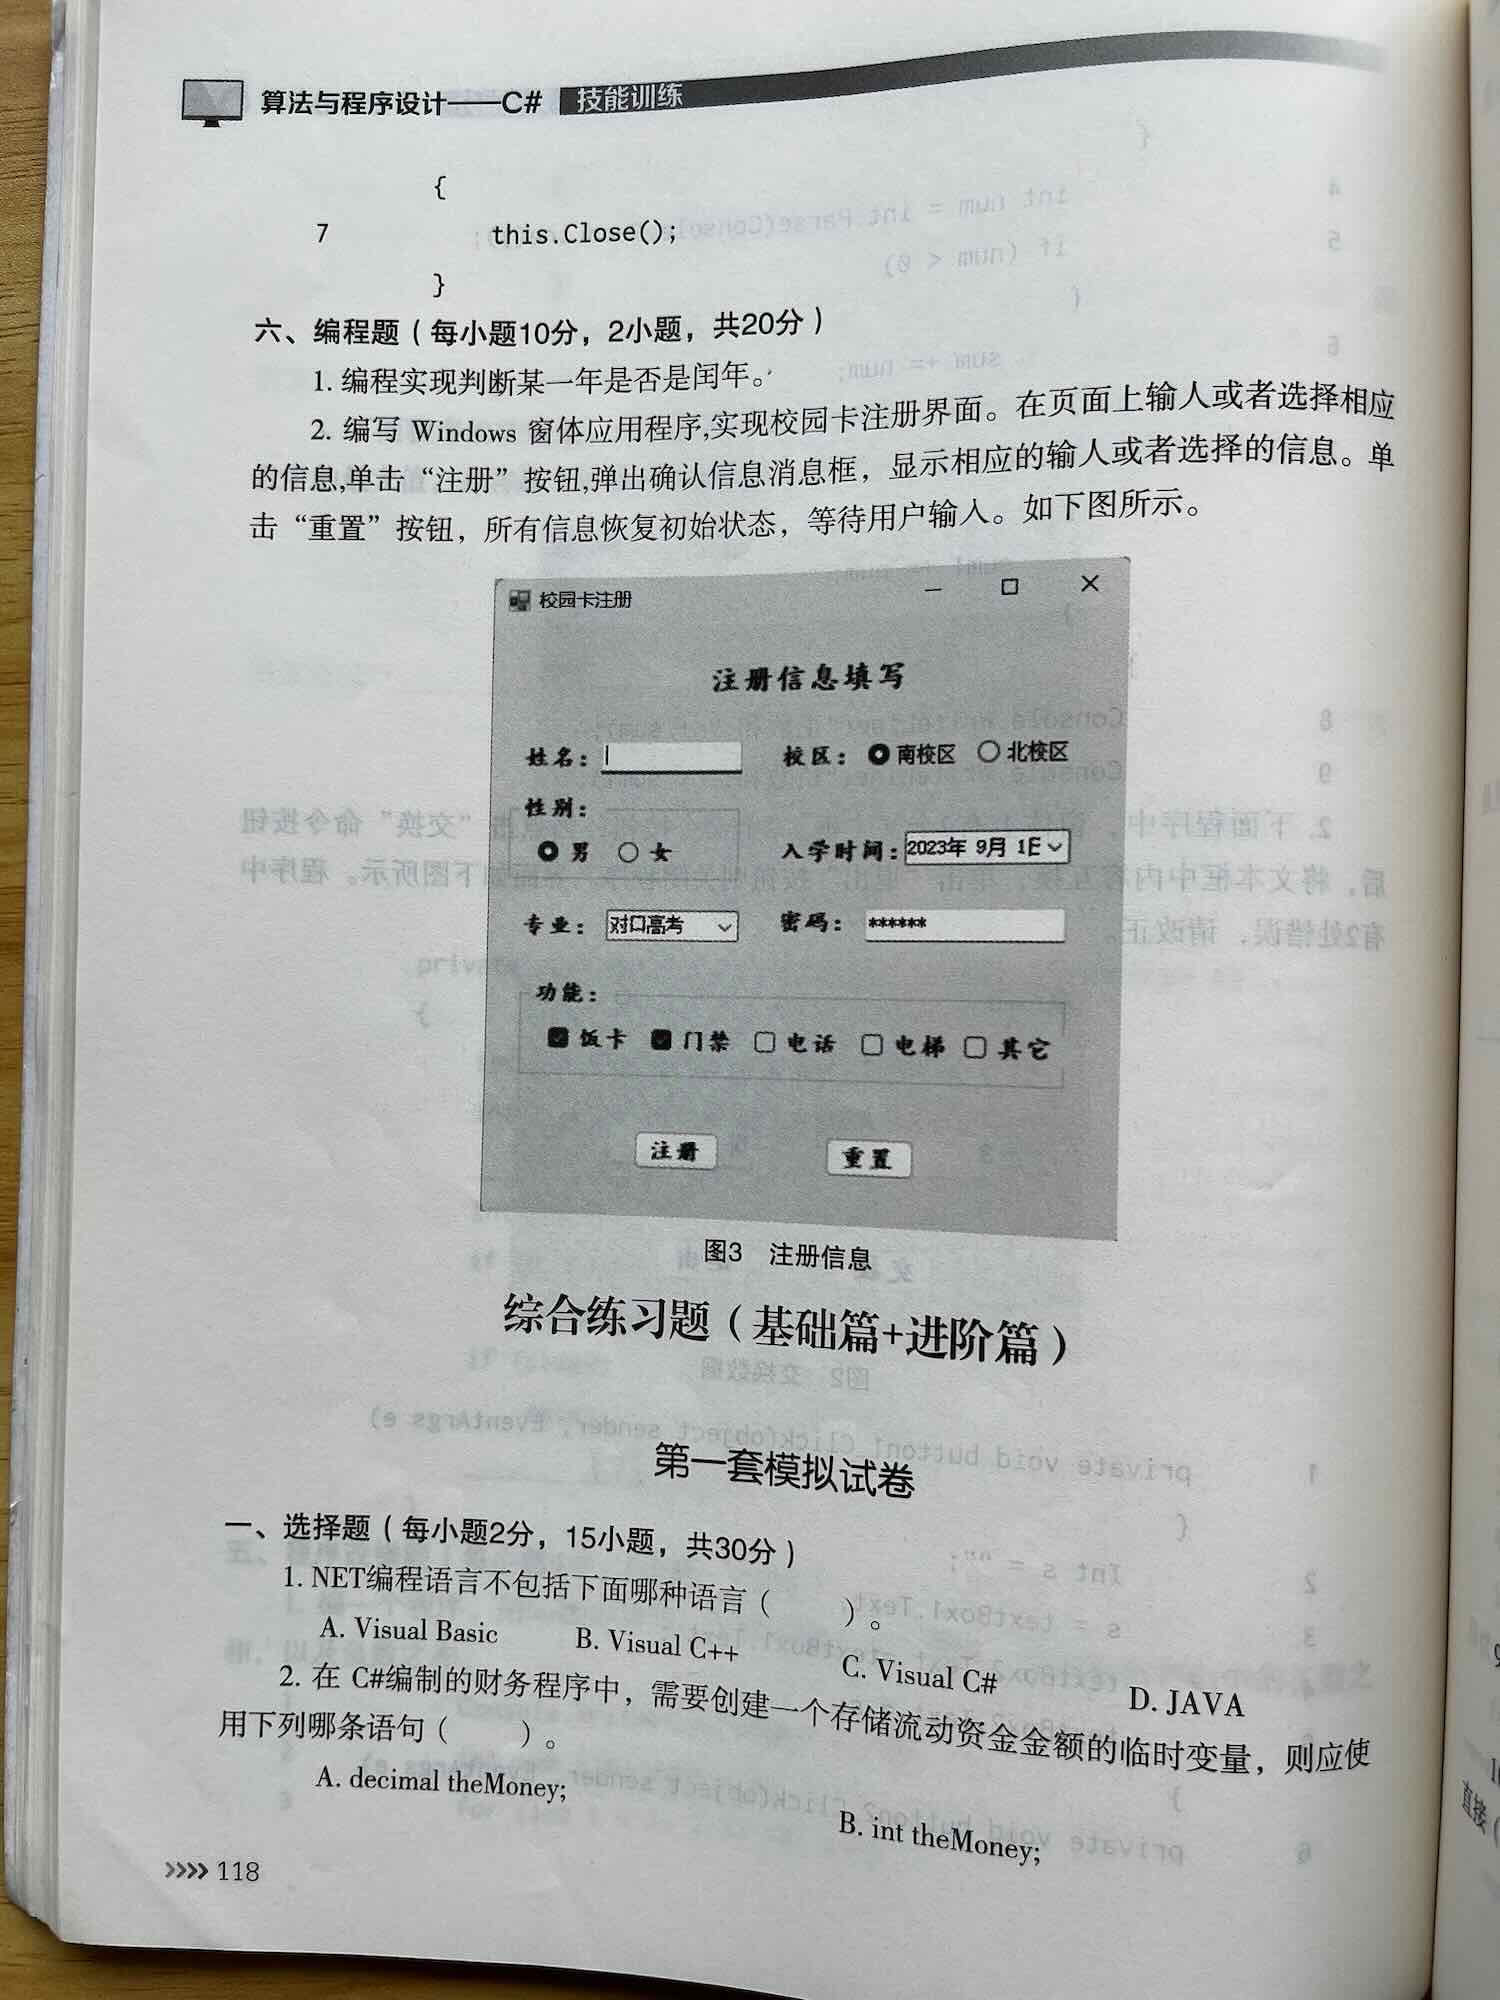 算法与程序设计——C# 技能训练
{
7 this.Close();
}
六、编程题（每小题10分，2小题，共20分）
1. 编程实现判断某一年是否是闰年。
2. 编写 Windows 窗体应用程序,实现校园卡注册界面。在页面上输人或者选择相应
的信息,单击“注册”按钮,弹出确认信息消息框，显示相应的输人或者选择的信息。单
击“重置”按钮，所有信息恢复初始状态，等待用户输入。如下图所示。
校园卡注册
注册信息填写
姓名： 校区： 南校区 北校区
性别：
男 女 入学时间: 2023年 9月 1日
专业： 对口高考 密码： ******
功能：
饭卡 门禁 电话 电梯 其它
注册 重置
图3 注册信息
综合练习题（基础篇+进阶篇）
第一套模拟试卷
一、选择题（每小题2分，15小题，共30分）
1. NET编程语言不包括下面哪种语言（ ）。
A. Visual Basic B. Visual C++ C. Visual C# D. JAVA
2. 在 C#编制的财务程序中，需要创建一个存储流动资金金额的临时变量，则应使
用下列哪条语句（ ）。
A. decimal theMoney; B. int theMoney;
>>>> 118
直接